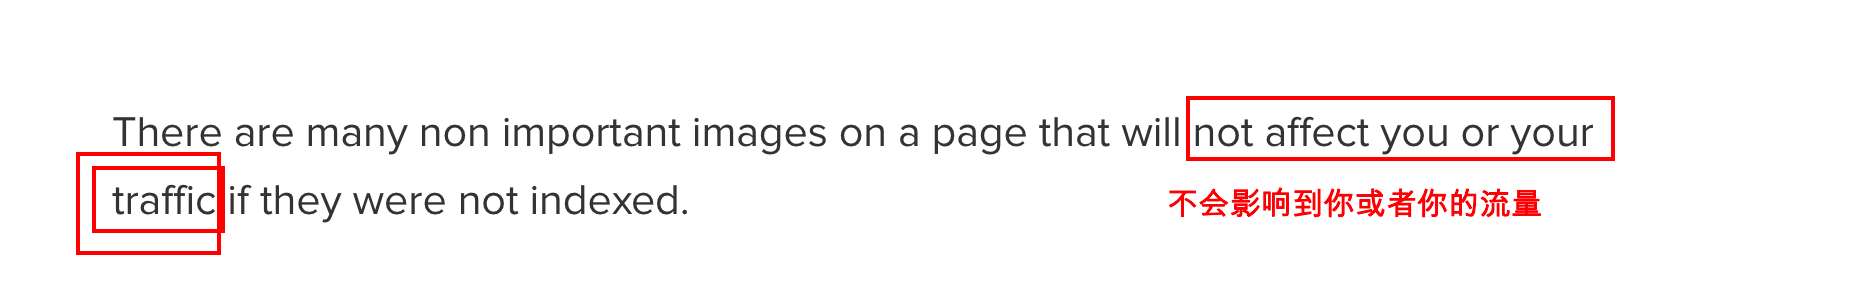 There are many non important images on a page that will not affect you or your
traffic if they were not indexed.
不会影响到你或者你的流量